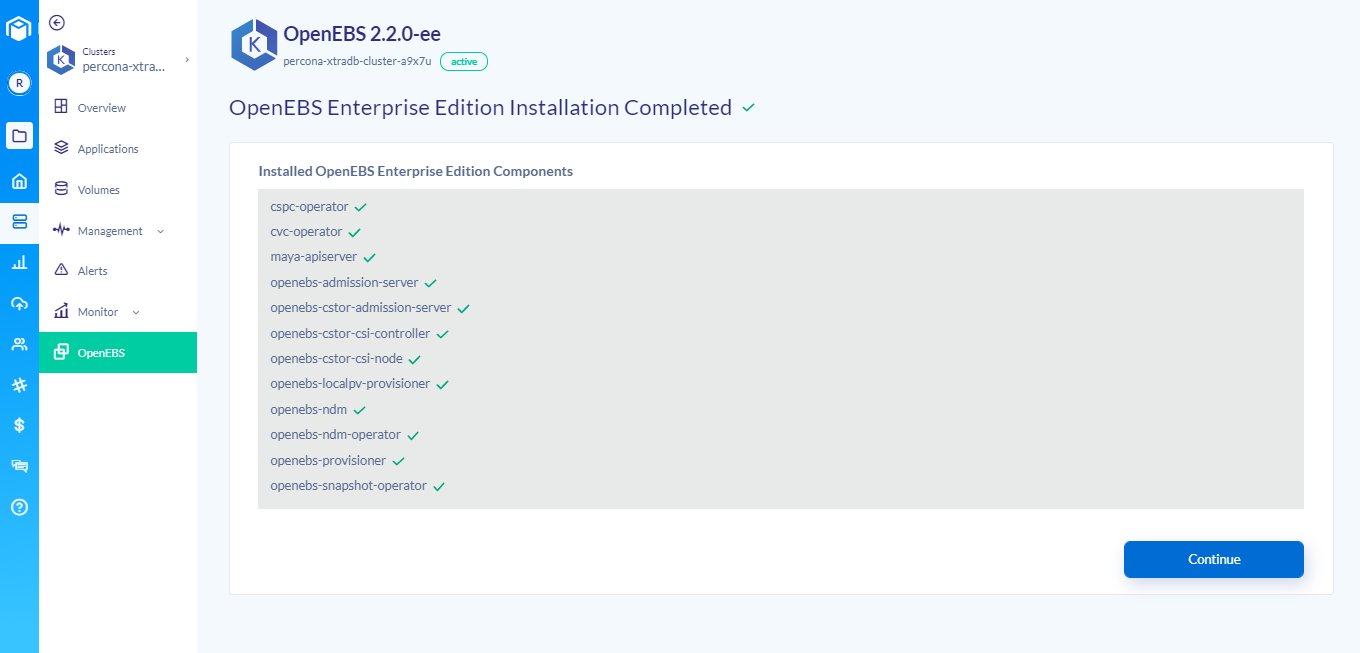 Clusters
percona-xtra...
R
Overview
Applications
Volumes
Management
Alerts
Monitor
OpenEBS
K
OpenEBS 2.2.0-ee
percona-xtradb-cluster-a9x7u
active
OpenEBS Enterprise Edition Installation Completed
Installed OpenEBS Enterprise Edition Components
cspc-operator
cvc-operator
maya-apiserver
openebs-admission-server
openebs-cstor-admission-server
openebs-cstor-csi-controller
openebs-cstor-csi-node
openebs-localpv-provisioner
openebs-ndm
openebs-ndm-operator
openebs-provisioner
openebs-snapshot-operator
Continue